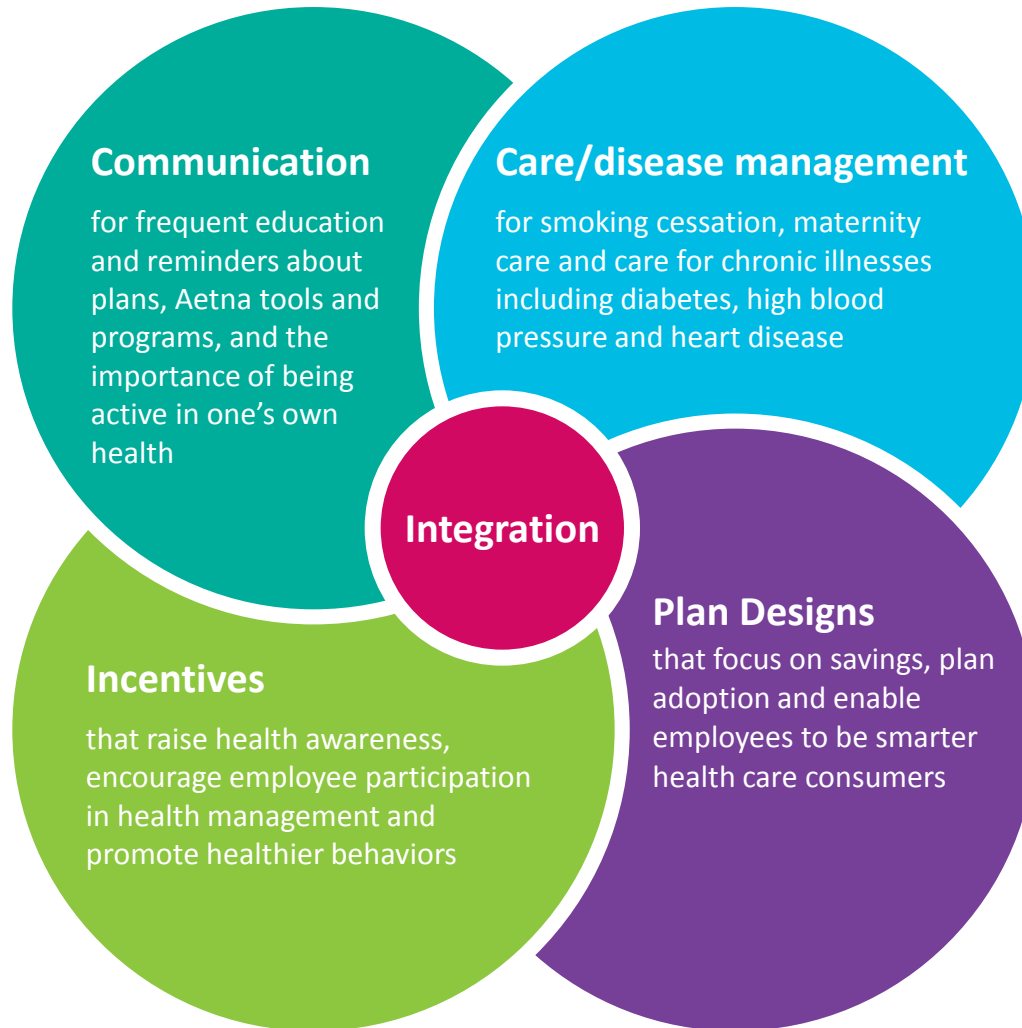 Communication
for frequent education
and reminders about
plans, Aetna tools and
programs, and the
importance of being
active in one’s own
health
Care/disease management
for smoking cessation, maternity
care and care for chronic illnesses
including diabetes, high blood
pressure and heart disease
Integration
Incentives
that raise health awareness,
encourage employee participation
in health management and
promote healthier behaviors
Plan Designs
that focus on savings, plan
adoption and enable
employees to be smarter
health care consumers